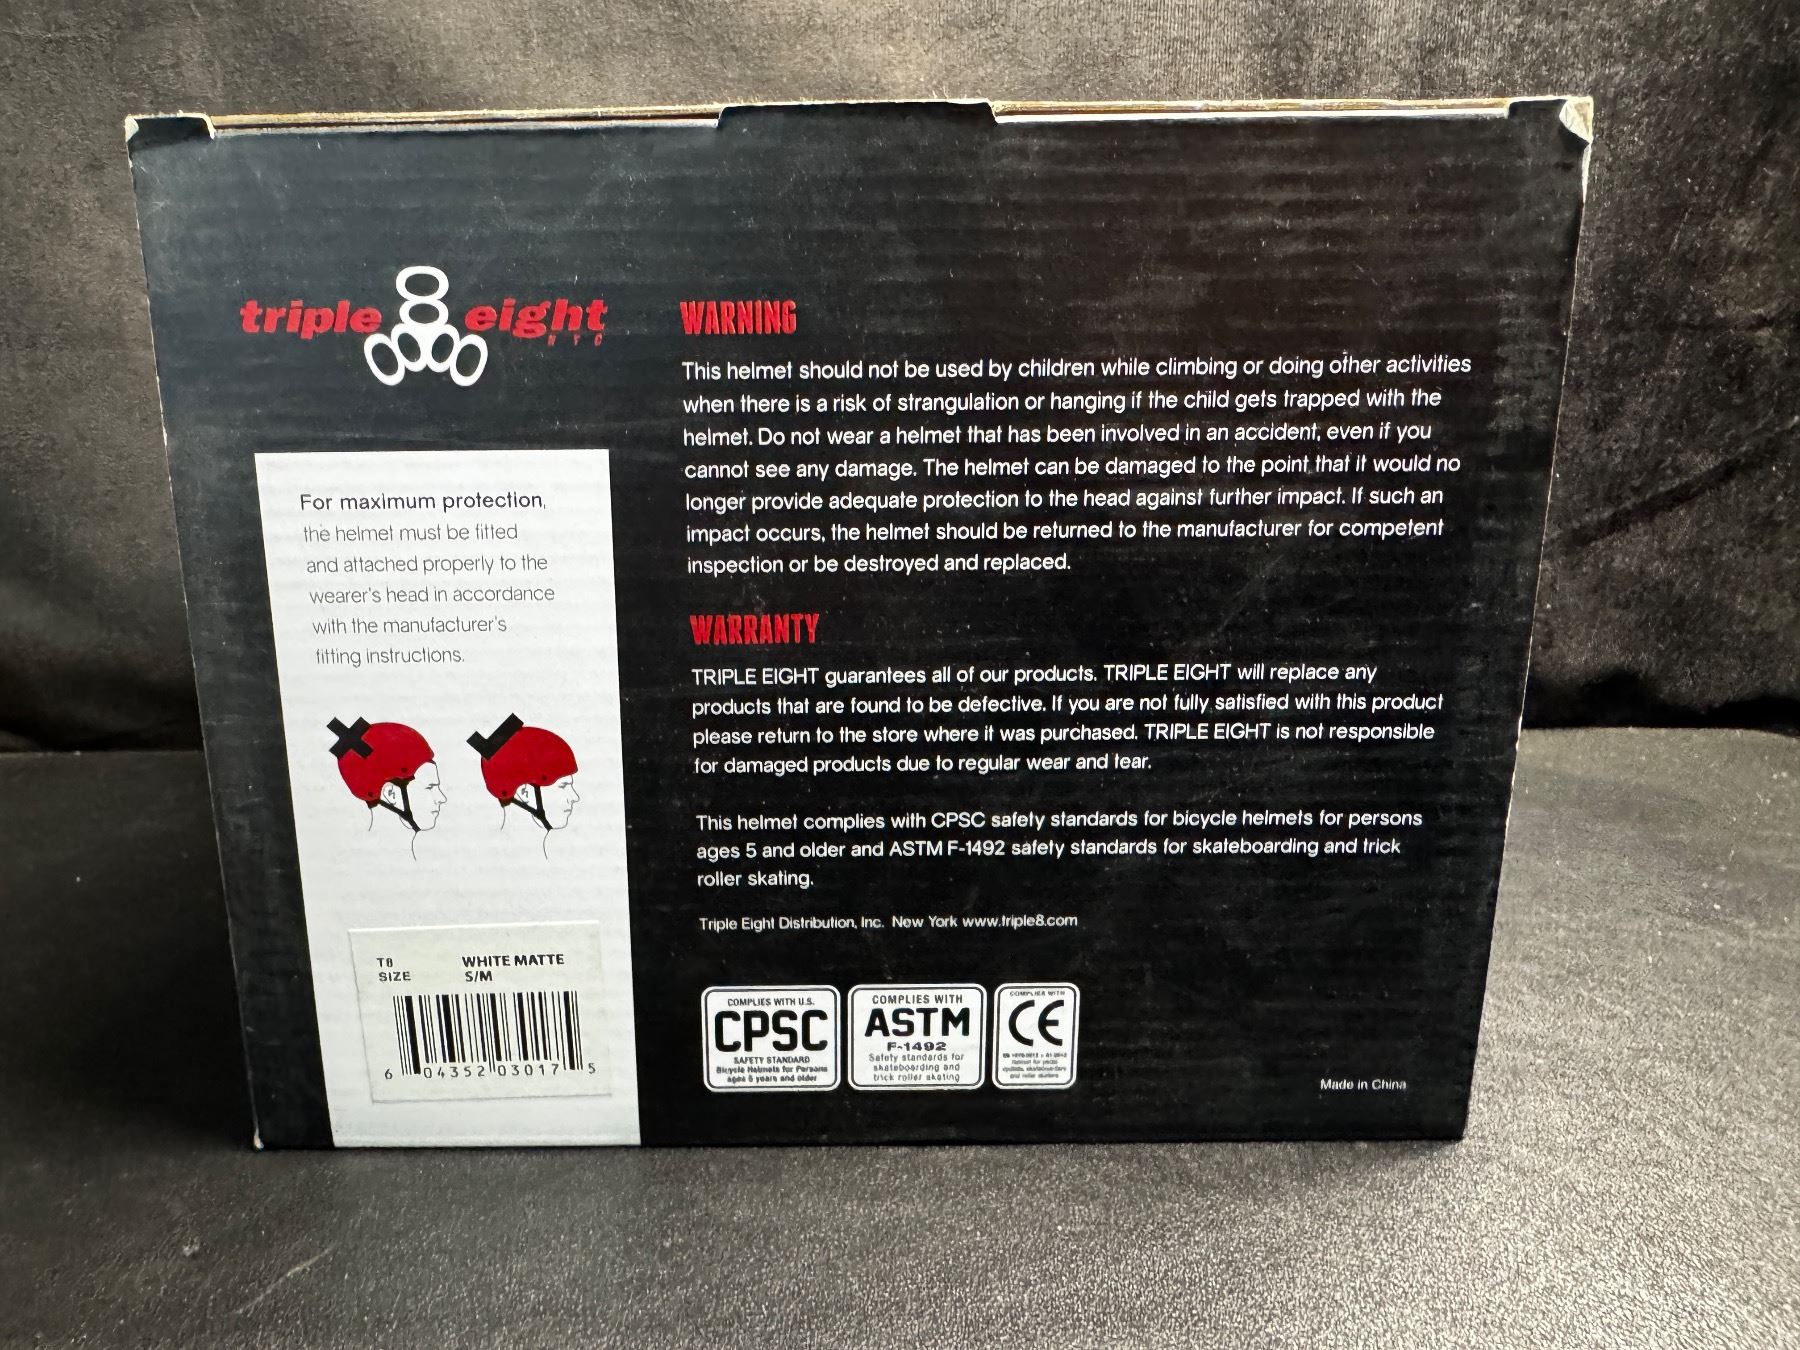 triple eight
NYC
For maximum protection,
the helmet must be fitted
and attached properly to the
wearer's head in accordance
with the manufacturer's
fitting instructions.
T8 WHITE MATTE
SIZE S/M
6 04352 03017 5
WARNING
This helmet should not be used by children while climbing or doing other activities
when there is a risk of strangulation or hanging if the child gets trapped with the
helmet. Do not wear a helmet that has been involved in an accident, even if you
cannot see any damage. The helmet can be damaged to the point that it would no
longer provide adequate protection to the head against further impact. If such an
impact occurs, the helmet should be returned to the manufacturer for competent
inspection or be destroyed and replaced.
WARRANTY
TRIPLE EIGHT guarantees all of our products. TRIPLE EIGHT will replace any
products that are found to be defective. If you are not fully satisfied with this product
please return to the store where it was purchased. TRIPLE EIGHT is not responsible
for damaged products due to regular wear and tear.
This helmet complies with CPSC safety standards for bicycle helmets for persons
ages 5 and older and ASTM F-1492 safety standards for skateboarding and trick
roller skating.
Triple Eight Distribution, Inc. New York www.triple8.com
COMPLIES WITH U.S.
CPSC
SAFETY STANDARD
Bicycle Helmets for Persons
ages 5 years and older
COMPLIES WITH
ASTM
F-1492
Safety standards for
skateboarding and
trick roller skating
COMPLIES WITH
CE
Made in China